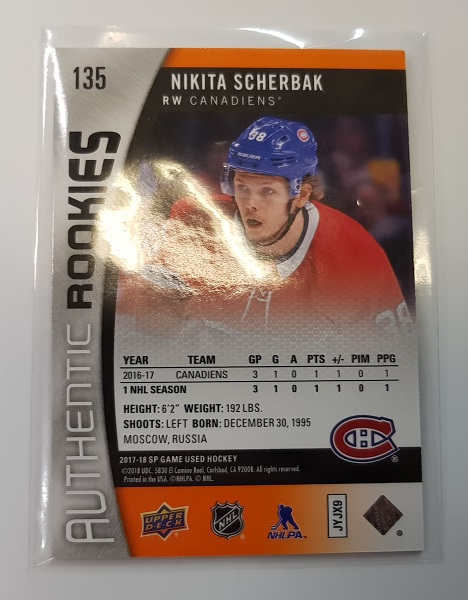 135
NIKITA SCHERBAK
RW CANADIENS®
AUTHENTIC ROOKIES
38
BAUER
38
YEAR TEAM GP G A PTS +/- PIM PPG
2016-17 CANADIENS 3 1 0 1 1 0 1
1 NHL SEASON 3 1 0 1 1 0 1
HEIGHT: 6'2" WEIGHT: 192 LBS.
SHOOTS: LEFT BORN: DECEMBER 30, 1995
MOSCOW, RUSSIA
2017-18 SP GAME USED HOCKEY
©2018 UDC. 5830 El Camino Real, Carlsbad, CA 92008. All rights reserved.
Printed in the USA. ©NHLPA. © NHL.
UPPER DECK
NHL
NHLPA
JYJX9